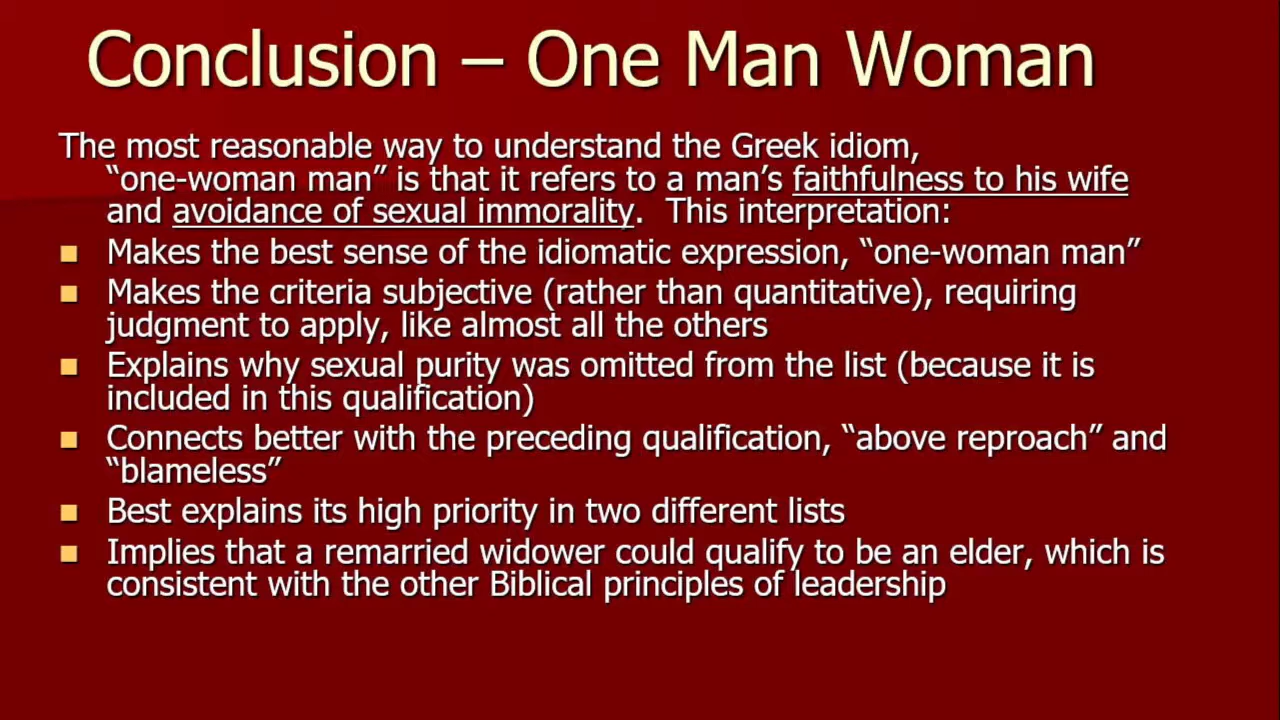 Conclusion – One Man Woman
The most reasonable way to understand the Greek idiom,
“one-woman man” is that it refers to a man’s faithfulness to his wife
and avoidance of sexual immorality. This interpretation:
Makes the best sense of the idiomatic expression, “one-woman man”
Makes the criteria subjective (rather than quantitative), requiring
judgment to apply, like almost all the others
Explains why sexual purity was omitted from the list (because it is
included in this qualification)
Connects better with the preceding qualification, “above reproach” and
“blameless”
Best explains its high priority in two different lists
Implies that a remarried widower could qualify to be an elder, which is
consistent with the other Biblical principles of leadership